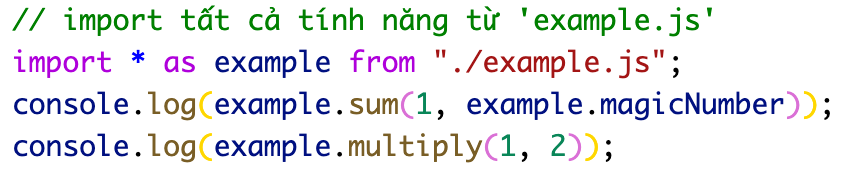 // import tất cả tính năng từ 'example.js'
import * as example from "./example.js";
console.log(example.sum(1, example.magicNumber));
console.log(example.multiply(1, 2));